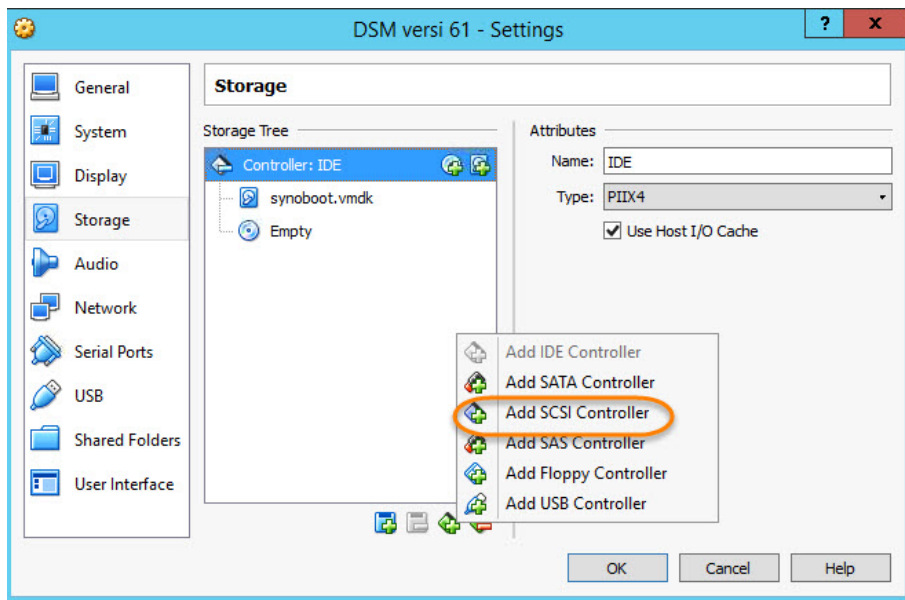 DSM versi 61 - Settings
?
x
General
System
Display
Storage
Audio
Network
Serial Ports
USB
Shared Folders
User Interface
Storage
Storage Tree
Controller: IDE
synoboot.vmdk
Empty
Attributes
Name: IDE
Type: PIIX4
Use Host I/O Cache
Add IDE Controller
Add SATA Controller
Add SCSI Controller
Add SAS Controller
Add Floppy Controller
Add USB Controller
OK
Cancel
Help